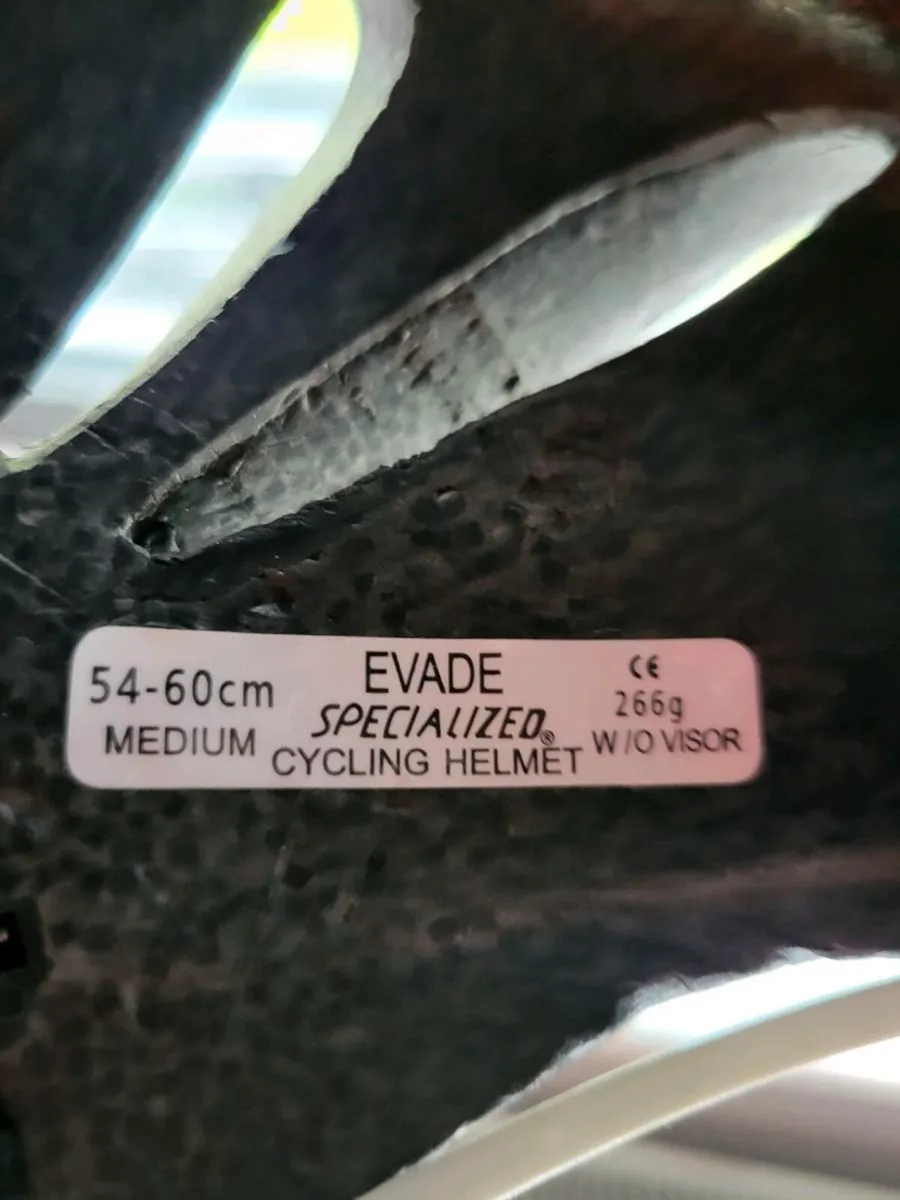 54-60cm
MEDIUM
EVADE
SPECIALIZED®
CYCLING HELMET
CE
266g
W/O VISOR